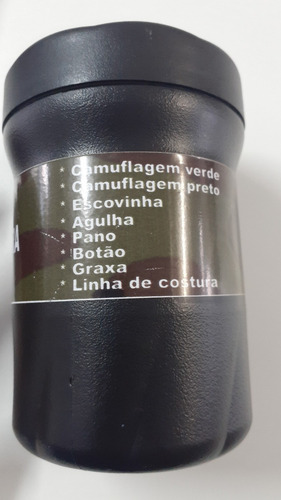 * Camuflagem verde
* Camuflagem preto
* Escovinha
* Agulha
* Pano
* Botão
* Graxa
* Linha de costura